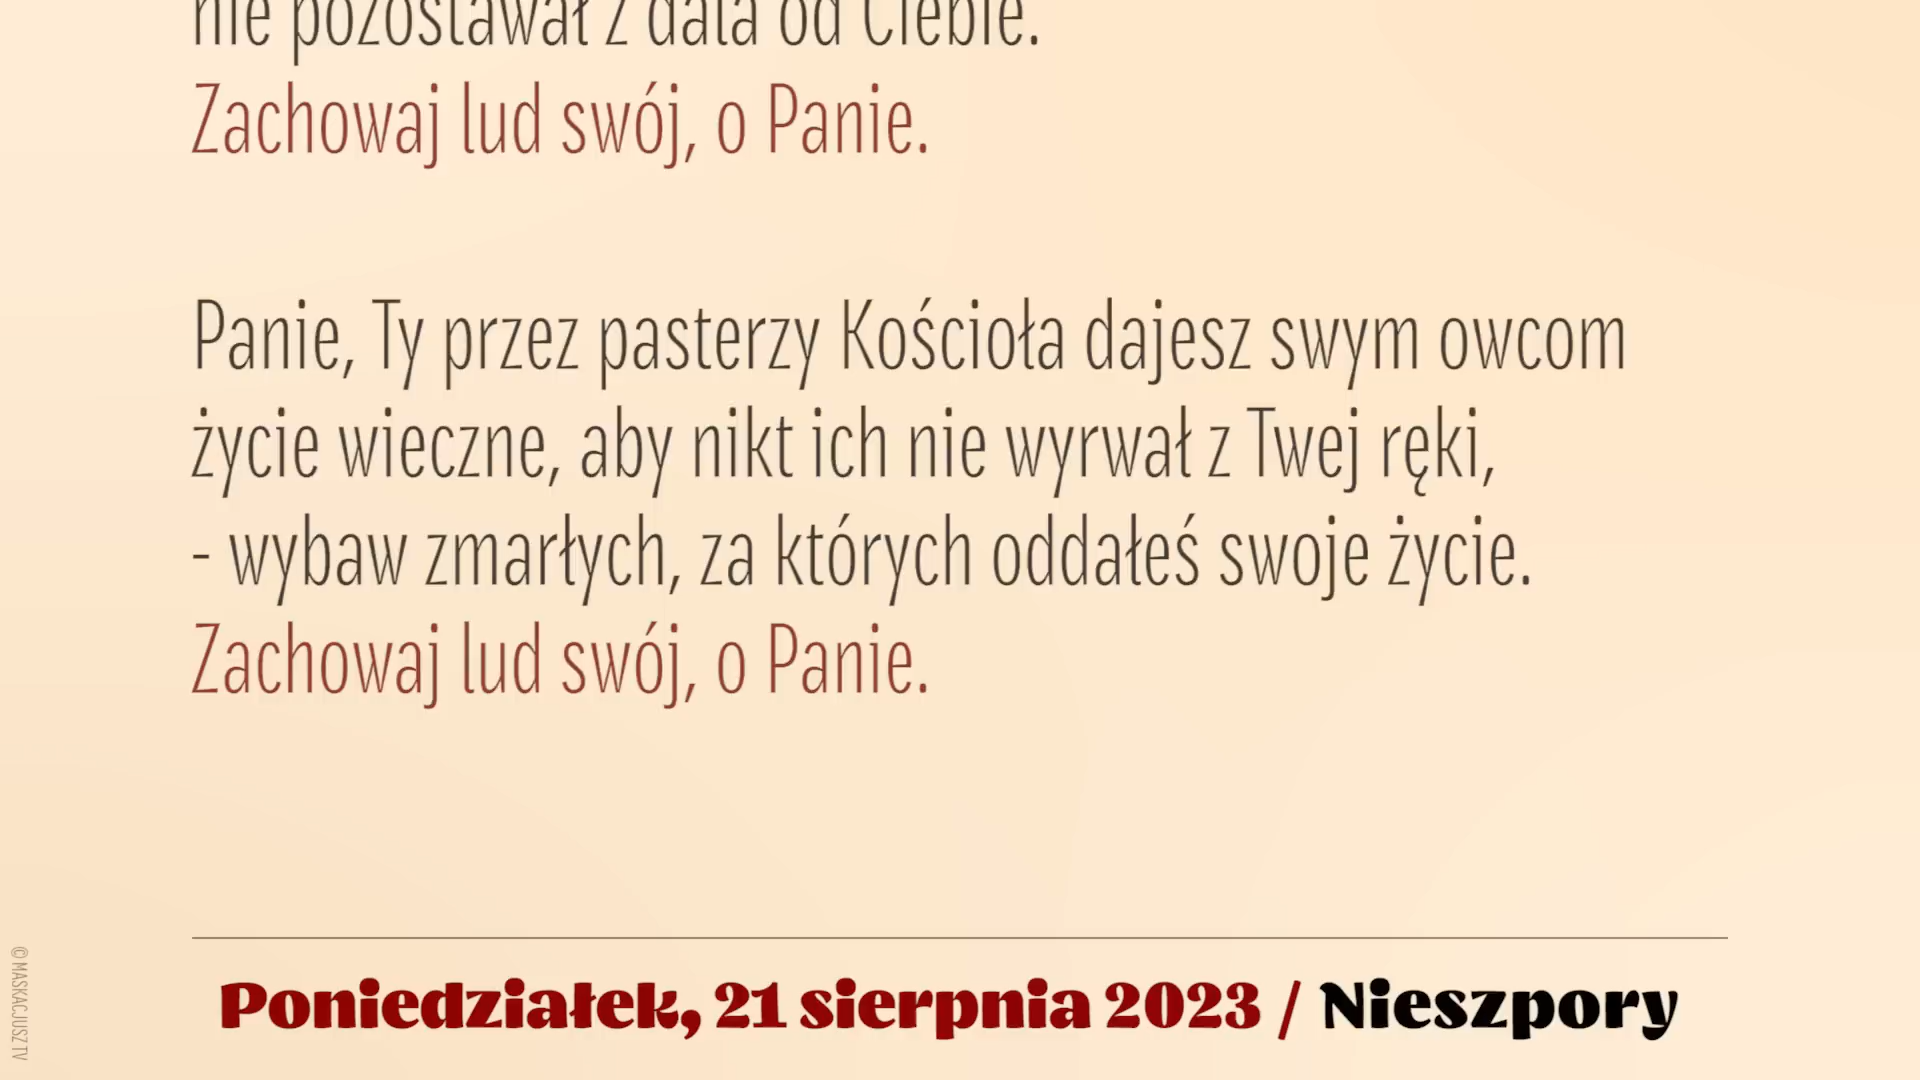 nie pozostawał z dala od Ciebie.
Zachowaj lud swój, o Panie.
Panie, Ty przez pasterzy Kościoła dajesz swym owcom
życie wieczne, aby nikt ich nie wyrwał z Twej ręki,
- wybaw zmarłych, za których oddałeś swoje życie.
Zachowaj lud swój, o Panie.
© MASKACJUSZ TV
Poniedziałek, 21 sierpnia 2023 / Nieszpory